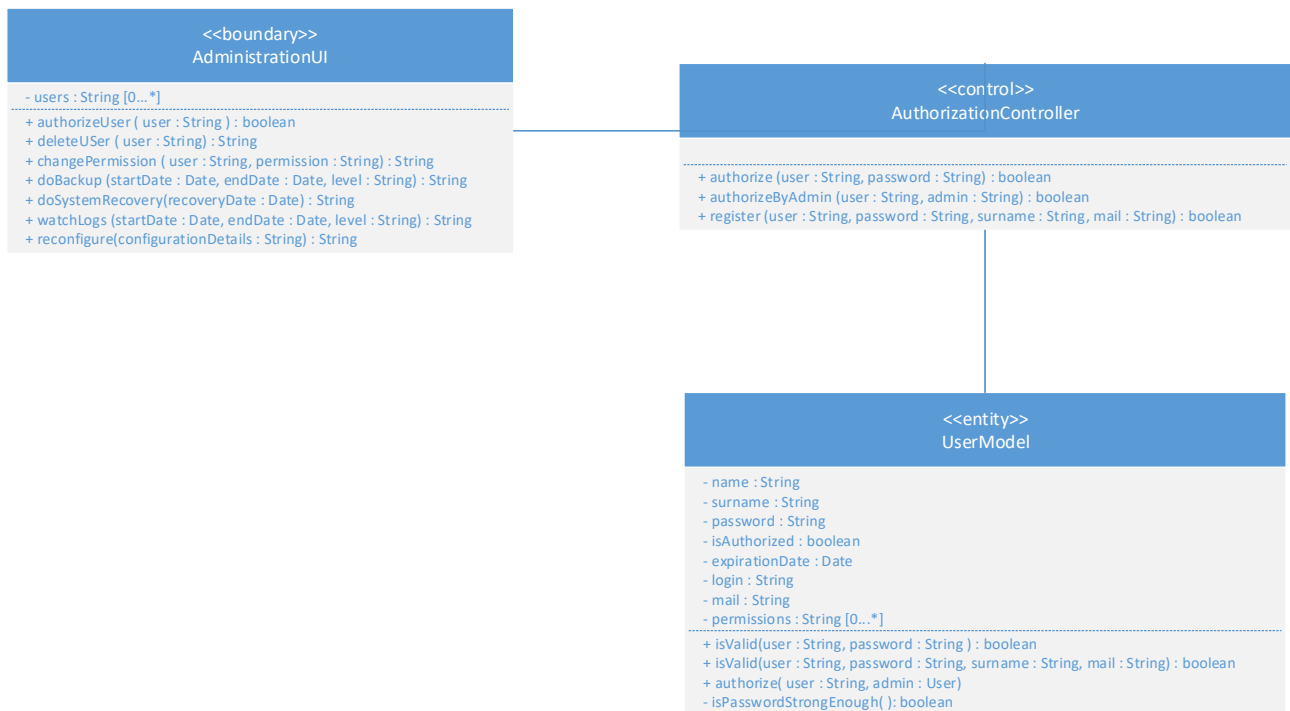 <<boundary>>
AdministrationUI
- users : String [0...*]
+ authorizeUser ( user : String ) : boolean
+ deleteUSer ( user : String) : String
+ changePermission ( user : String, permission : String) : String
+ doBackup (startDate : Date, endDate : Date, level : String) : String
+ doSystemRecovery(recoveryDate : Date) : String
+ watchLogs (startDate : Date, endDate : Date, level : String) : String
+ reconfigure(configurationDetails : String) : String
<<control>>
AuthorizationController
+ authorize (user : String, password : String) : boolean
+ authorizeByAdmin (user : String, admin : String) : boolean
+ register (user : String, password : String, surname : String, mail : String) : boolean
<<entity>>
UserModel
- name : String
- surname : String
- password : String
- isAuthorized : boolean
- expirationDate : Date
- login : String
- mail : String
- permissions : String [0...*]
+ isValid(user : String, password : String ) : boolean
+ isValid(user : String, password : String, surname : String, mail : String) : boolean
+ authorize( user : String, admin : User)
- isPasswordStrongEnough( ): boolean